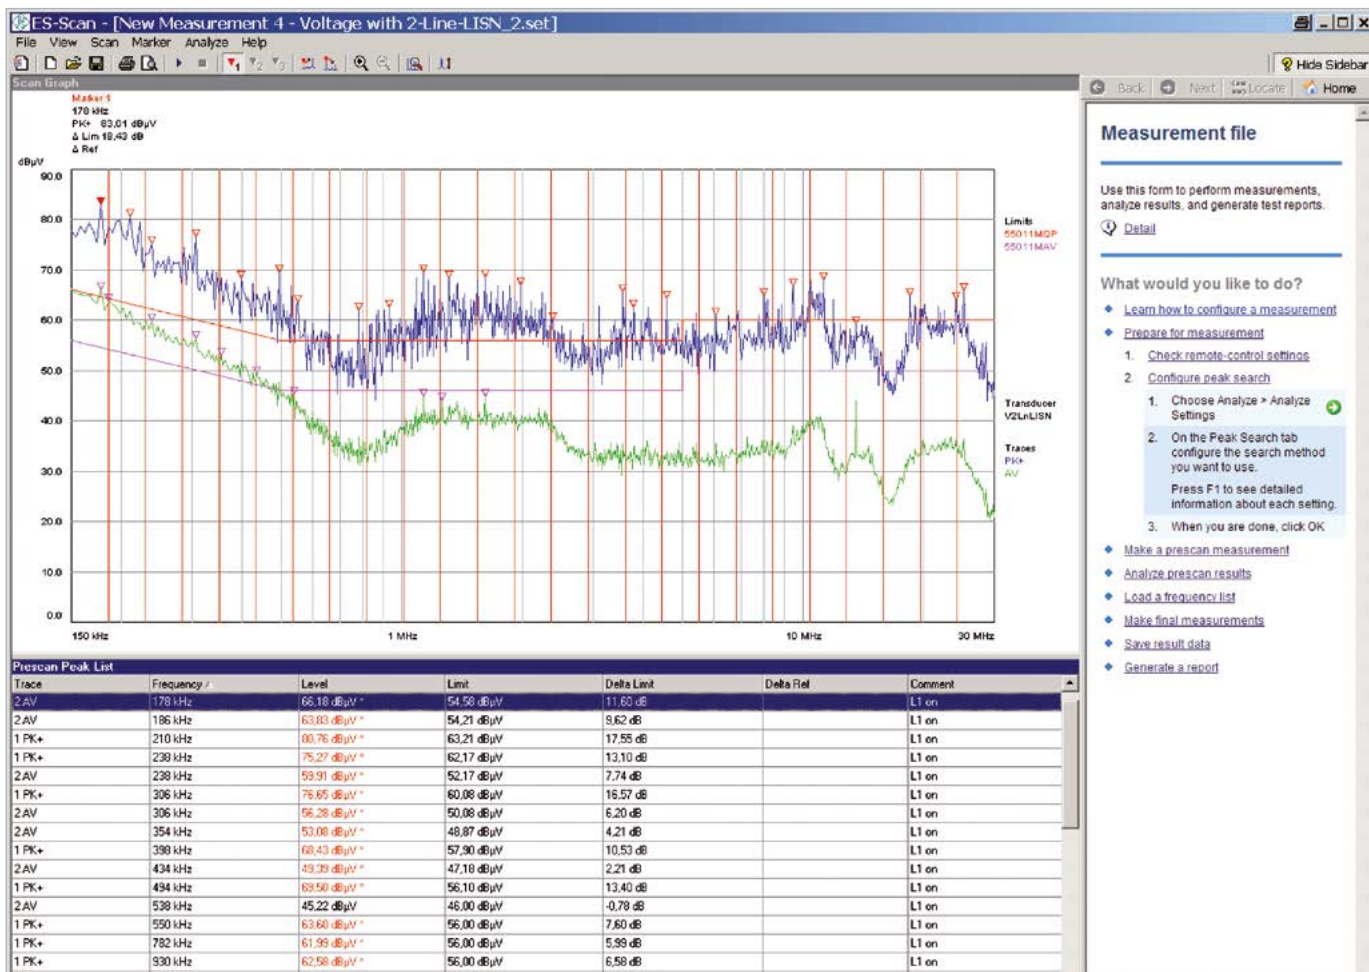 ES-Scan - [New Measurement 4 - Voltage with 2-Line-LISN_2.set]
File View Scan Marker Analyze Help
Hide Sidebar
Scan Graph
Back Next Locate Home
Marker 1
178 kHz
PK+ 83,01 dBµV
Δ Lim 18,43 dB
Δ Ref
dBµV
90.0
80.0
70.0
60.0
50.0
40.0
30.0
20.0
10.0
0.0
150 kHz 1 MHz 10 MHz 30 MHz
Limits
55011MQP
55011MAV
Transducer
V2LnLISN
Traces
PK+
AV
Measurement file
Use this form to perform measurements,
analyze results, and generate test reports.
Detail
What would you like to do?
Learn how to configure a measurement
Prepare for measurement
1. Check remote-control settings
2. Configure peak search
1. Choose Analyze > Analyze
Settings
2. On the Peak Search tab
configure the search method
you want to use.
Press F1 to see detailed
information about each setting.
3. When you are done, click OK
Make a prescan measurement
Analyze prescan results
Load a frequency list
Make final measurements
Save result data
Generate a report
Prescan Peak List
Trace Frequency Level Limit Delta Limit Delta Ref Comment
2 AV 178 kHz 66,18 dBµV * 54,58 dBµV 11,60 dB L1 on
2 AV 186 kHz 63,83 dBµV * 54,21 dBµV 9,62 dB L1 on
1 PK+ 210 kHz 80,76 dBµV * 63,21 dBµV 17,55 dB L1 on
1 PK+ 238 kHz 75,27 dBµV * 62,17 dBµV 13,10 dB L1 on
2 AV 238 kHz 59,91 dBµV * 52,17 dBµV 7,74 dB L1 on
1 PK+ 306 kHz 76,65 dBµV * 60,08 dBµV 16,57 dB L1 on
2 AV 306 kHz 56,28 dBµV * 50,08 dBµV 6,20 dB L1 on
2 AV 354 kHz 53,08 dBµV * 48,87 dBµV 4,21 dB L1 on
1 PK+ 398 kHz 68,43 dBµV * 57,90 dBµV 10,53 dB L1 on
2 AV 434 kHz 49,39 dBµV * 47,18 dBµV 2,21 dB L1 on
1 PK+ 494 kHz 69,50 dBµV * 56,10 dBµV 13,40 dB L1 on
2 AV 538 kHz 45,22 dBµV 46,00 dBµV -0,78 dB L1 on
1 PK+ 550 kHz 63,60 dBµV * 56,00 dBµV 7,60 dB L1 on
1 PK+ 782 kHz 61,99 dBµV * 56,00 dBµV 5,99 dB L1 on
1 PK+ 930 kHz 62,58 dBµV * 56,00 dBµV 6,58 dB L1 on